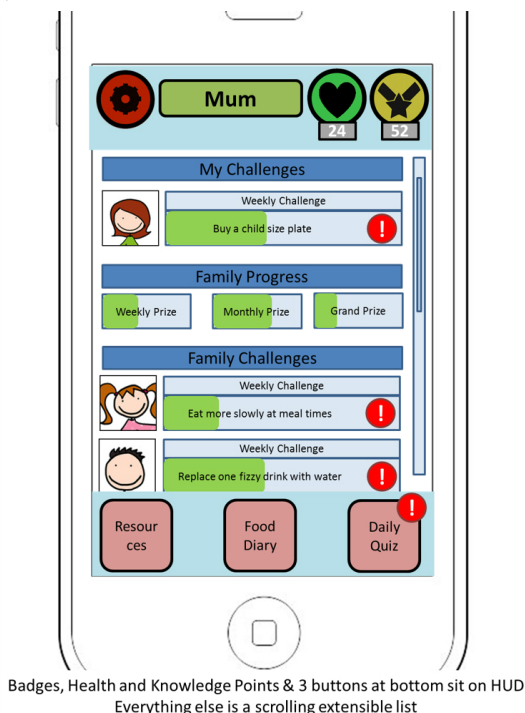 Mum
24
52
My Challenges
Weekly Challenge
Buy a child size plate
!
Family Progress
Weekly Prize
Monthly Prize
Grand Prize
Family Challenges
Weekly Challenge
Eat more slowly at meal times
!
Weekly Challenge
Replace one fizzy drink with water
!
Resour
ces
Food
Diary
Daily
Quiz
!
Badges, Health and Knowledge Points & 3 buttons at bottom sit on HUD
Everything else is a scrolling extensible list